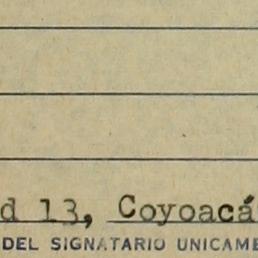 d 13, Coyoacá
DEL SIGNATARIO UNICAME